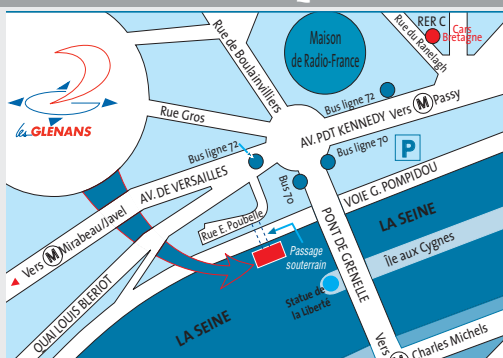 RER C
Cars
Bretagne
Rue du Ranelagh
Rue de Boulainvilliers
Maison
de Radio-France
Bus ligne 72
Vers M Passy
AV. PDT KENNEDY
les GLÉNANS
Rue Gros
Bus ligne 72
Bus ligne 70
P
AV. DE VERSAILLES
Bus 70
VOIE G. POMPIDOU
Rue E. Poubelle
LA SEINE
Vers M Mirabeau/Javel
Passage
souterrain
PONT DE GRENELLE
Île aux Cygnes
QUAI LOUIS BLERIOT
Statue de
la Liberté
LA SEINE
Vers M Charles Michels